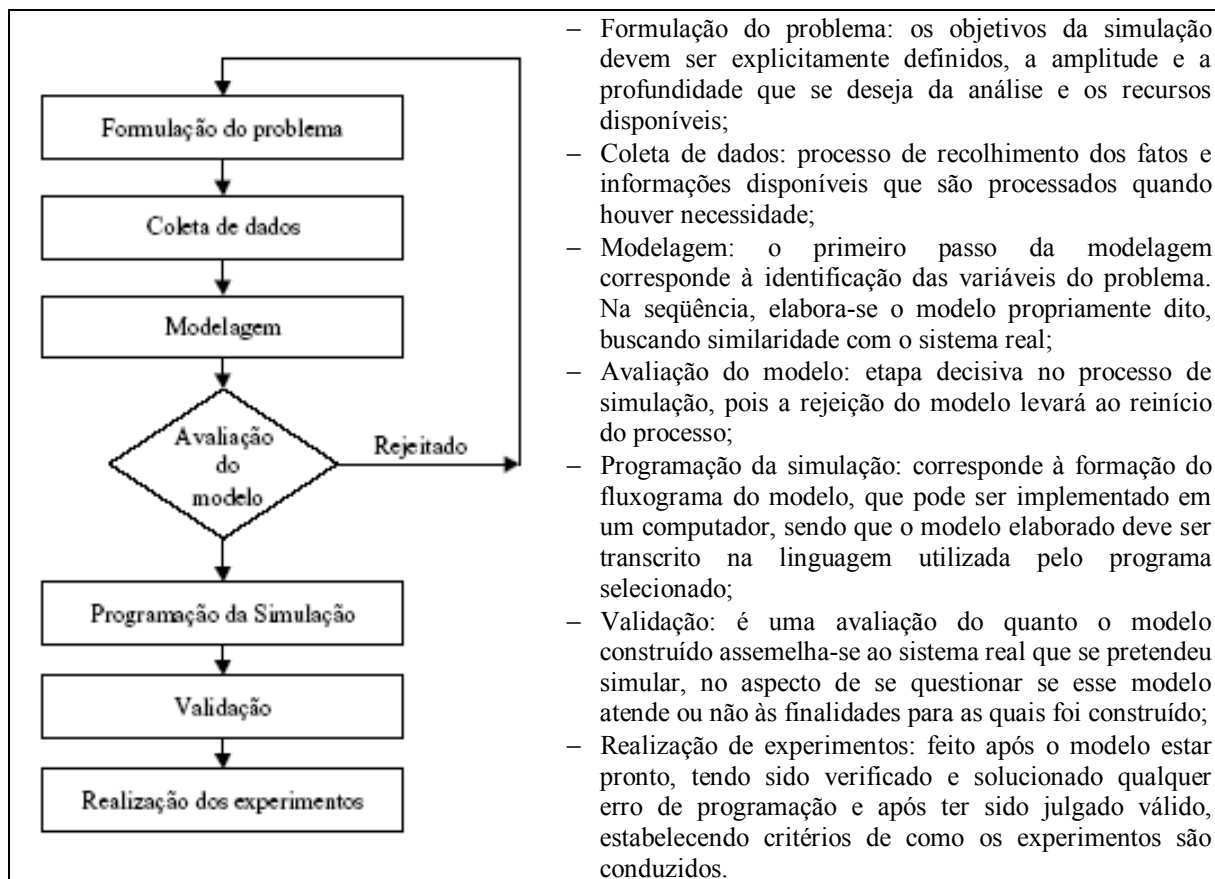 Formulação do problema
Coleta de dados
Modelagem
Avaliação
do
modelo
Rejeitado
Programação da Simulação
Validação
Realização dos experimentos
– Formulação do problema: os objetivos da simulação
devem ser explicitamente definidos, a amplitude e a
profundidade que se deseja da análise e os recursos
disponíveis;
– Coleta de dados: processo de recolhimento dos fatos e
informações disponíveis que são processados quando
houver necessidade;
– Modelagem: o primeiro passo da modelagem
corresponde à identificação das variáveis do problema.
Na seqüência, elabora-se o modelo propriamente dito,
buscando similaridade com o sistema real;
– Avaliação do modelo: etapa decisiva no processo de
simulação, pois a rejeição do modelo levará ao reinício
do processo;
– Programação da simulação: corresponde à formação do
fluxograma do modelo, que pode ser implementado em
um computador, sendo que o modelo elaborado deve ser
transcrito na linguagem utilizada pelo programa
selecionado;
– Validação: é uma avaliação do quanto o modelo
construído assemelha-se ao sistema real que se pretendeu
simular, no aspecto de se questionar se esse modelo
atende ou não às finalidades para as quais foi construído;
– Realização de experimentos: feito após o modelo estar
pronto, tendo sido verificado e solucionado qualquer
erro de programação e após ter sido julgado válido,
estabelecendo critérios de como os experimentos são
conduzidos.